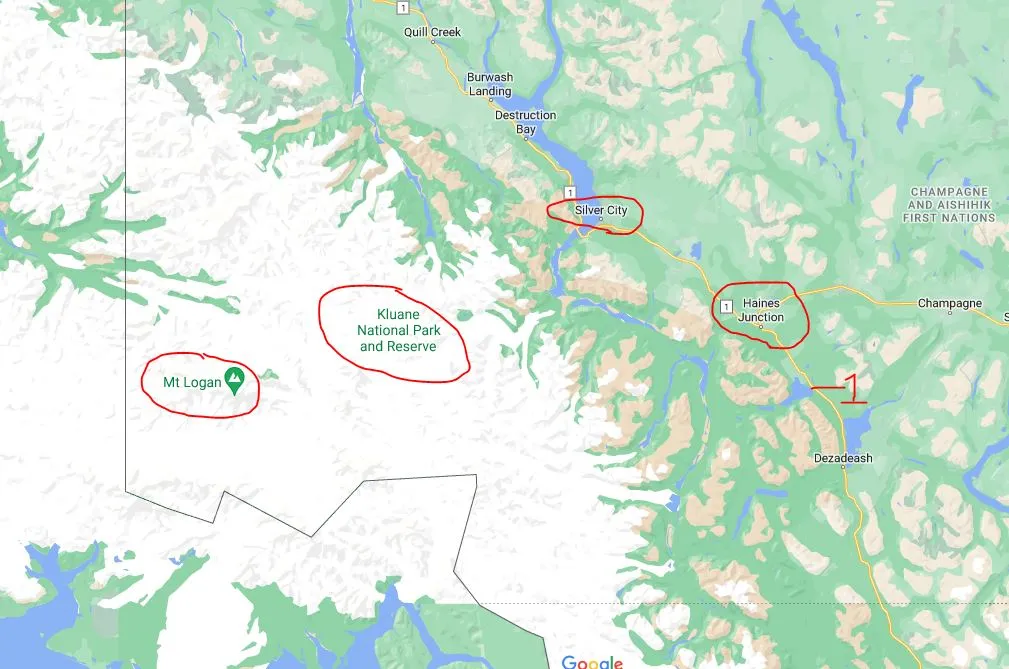 1
Quill Creek
Burwash
Landing
Destruction
Bay
1
Silver City
CHAMPAGNE
AND AISHIHIK
FIRST NATIONS
Kluane
National Park
and Reserve
1
Haines
Junction
Champagne
S
Mt Logan
1
Dezadeash
Google